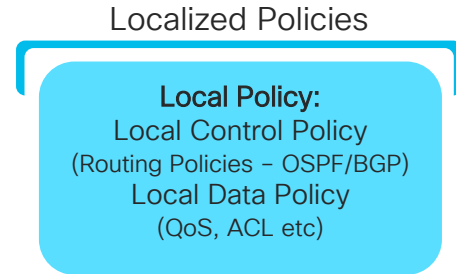 Localized Policies
Local Policy:
Local Control Policy
(Routing Policies – OSPF/BGP)
Local Data Policy
(QoS, ACL etc)